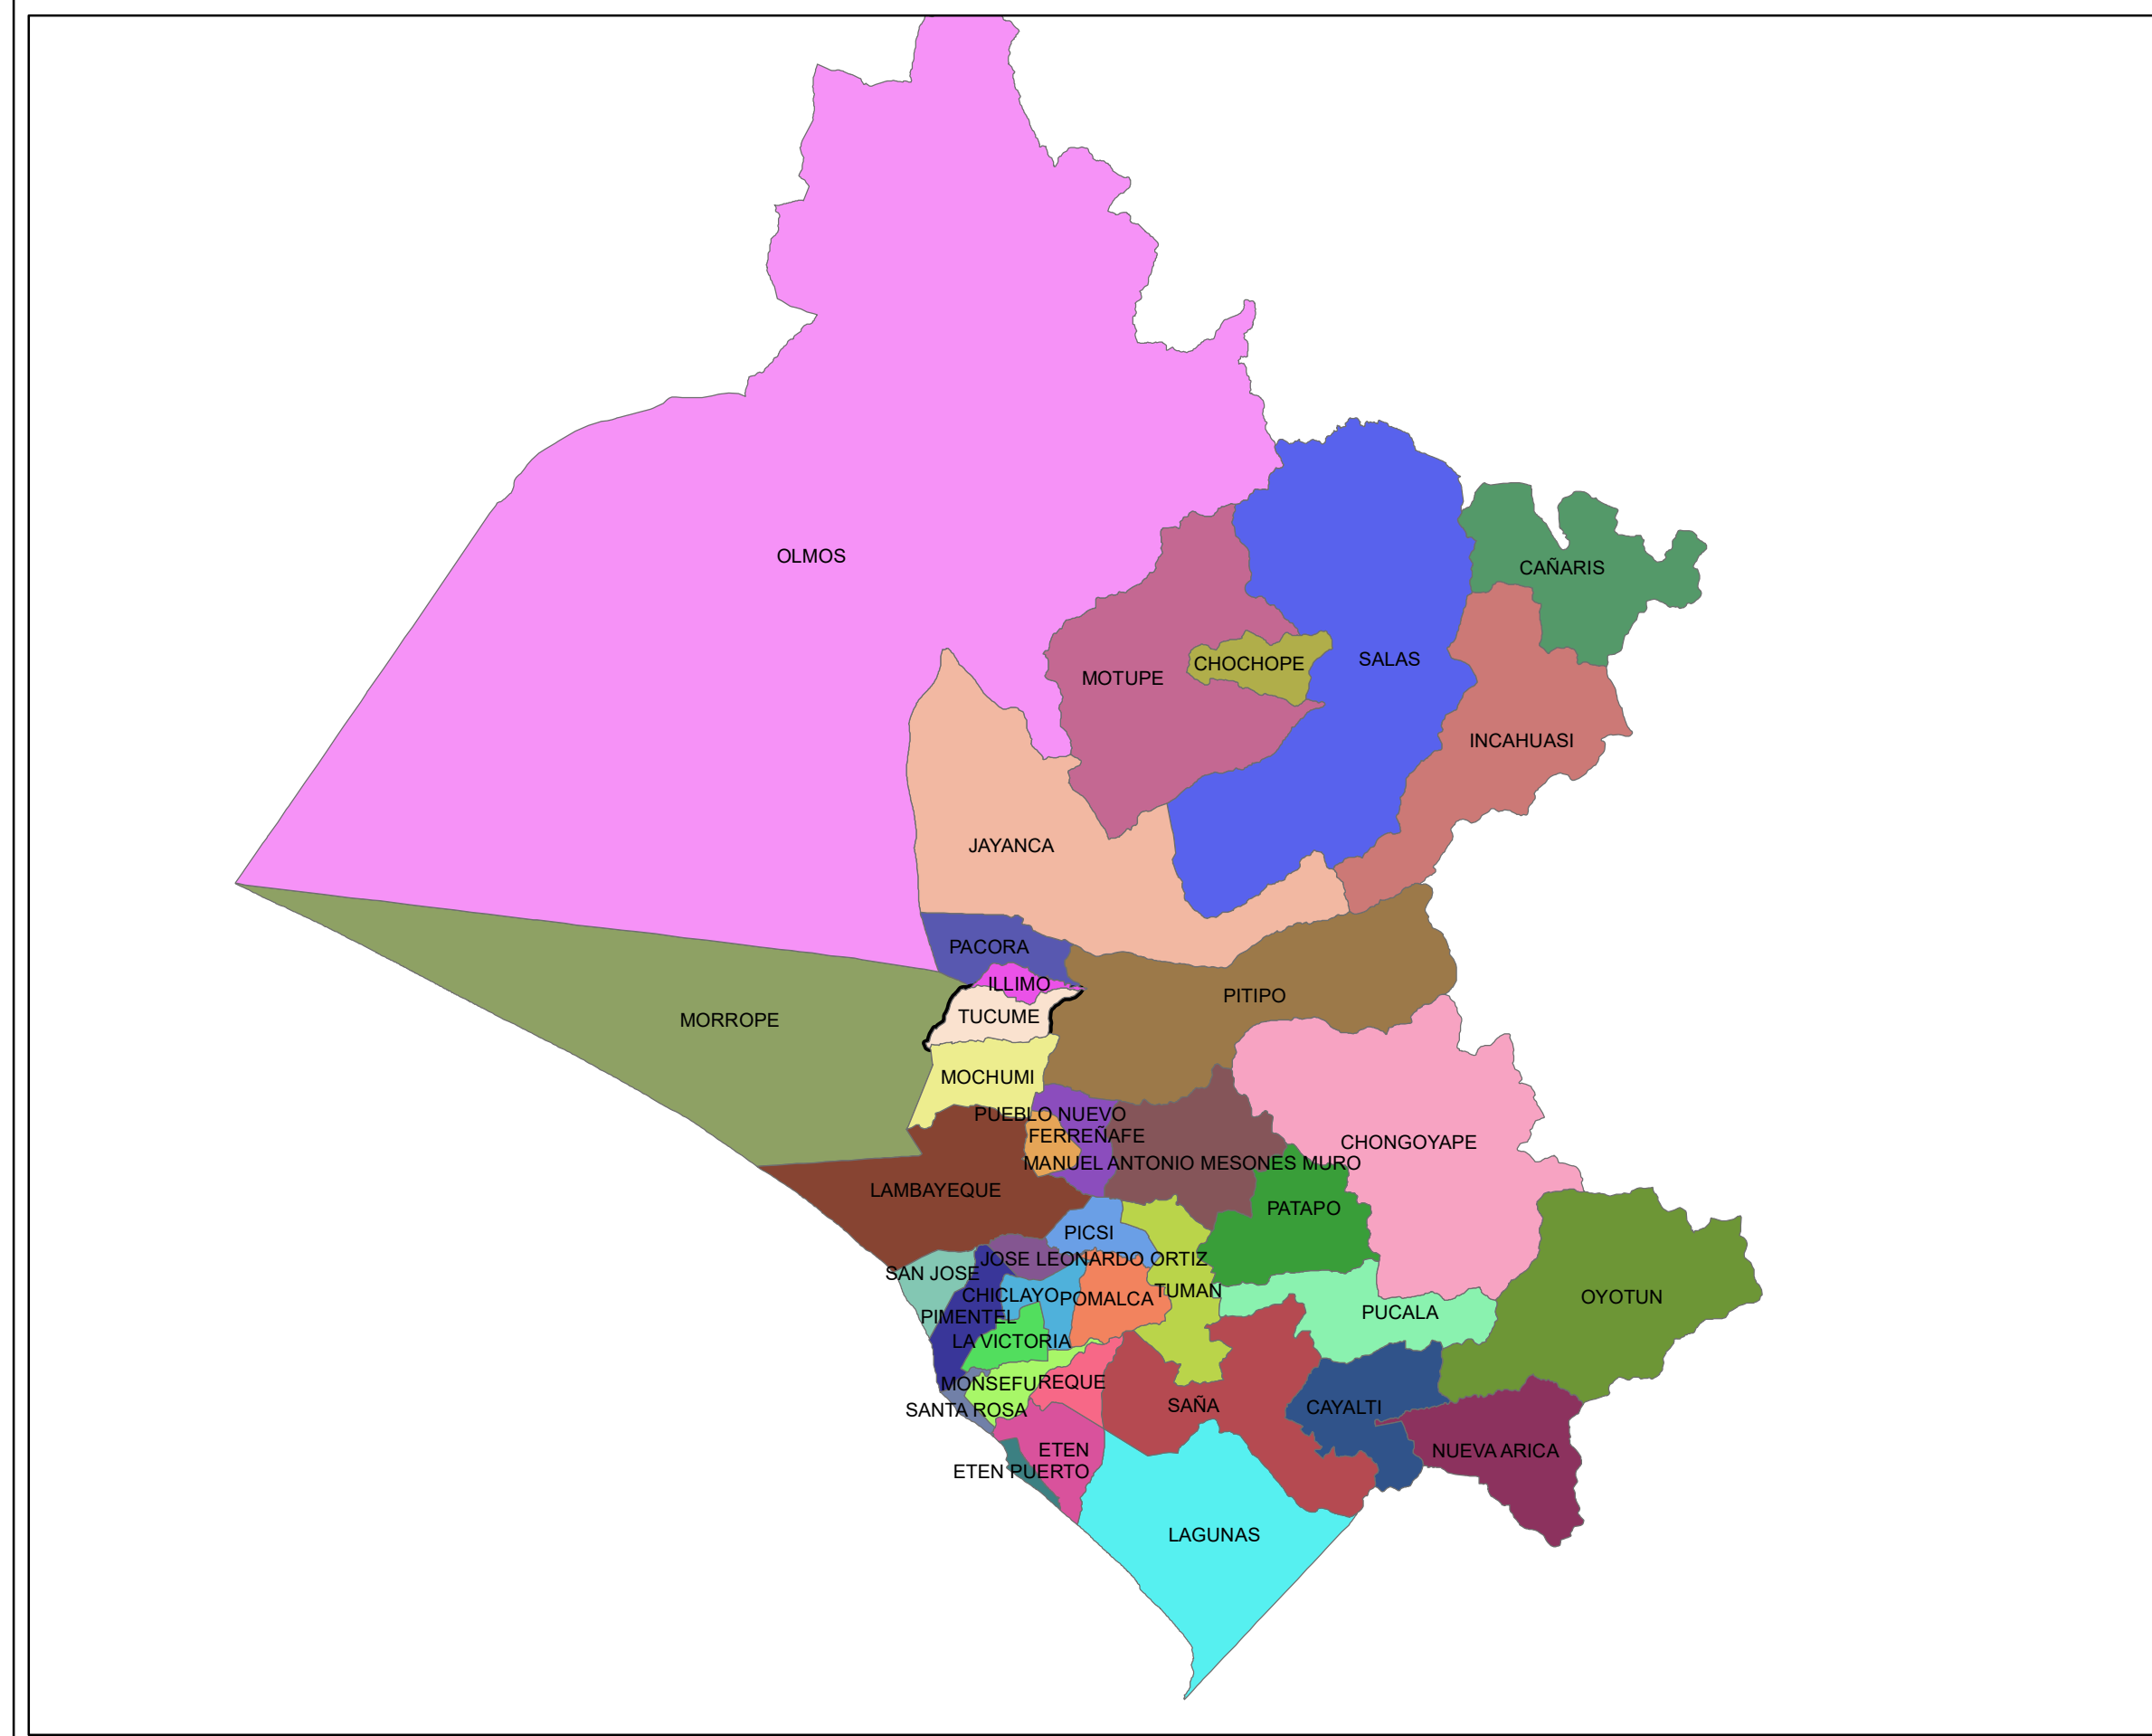 OLMOS
CAÑARIS
SALAS
CHOCHOPE
MOTUPE
INCAHUASI
JAYANCA
PACORA
ILLIMO
PITIPO
TUCUME
MORROPE
MOCHUMI
PUEBLO NUEVO
FERREÑAFE
CHONGOYAPE
MANUEL ANTONIO MESONES MURO
LAMBAYEQUE
PATAPO
PICSI
JOSE LEONARDO ORTIZ
SAN JOSE
TUMAN
CHICLAYO
POMALCA
OYOTUN
PUCALA
PIMENTEL
LA VICTORIA
MONSEFU
REQUE
SAÑA
CAYALTI
SANTA ROSA
ETEN
NUEVA ARICA
ETEN PUERTO
LAGUNAS